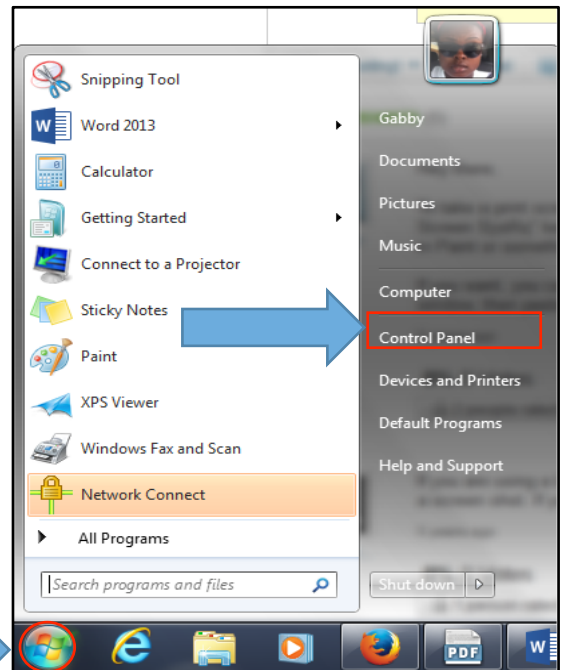 Snipping Tool
Word 2013
Calculator
Getting Started
Connect to a Projector
Sticky Notes
Paint
XPS Viewer
Windows Fax and Scan
Network Connect
All Programs
Search programs and files
Gabby
Documents
Pictures
Music
Computer
Control Panel
Devices and Printers
Default Programs
Help and Support
Shut down
PDF
W